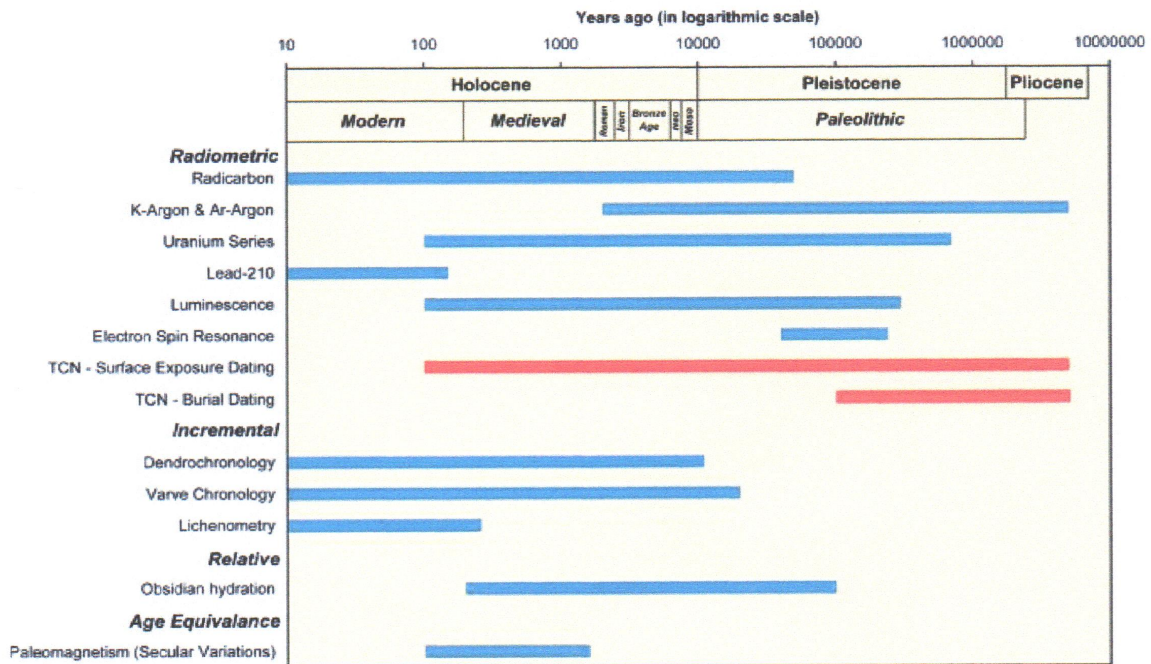 Years ago (in logarithmic scale)
10 100 1000 10000 100000 1000000 10000000
Holocene Pleistocene Pliocene
Modern Medieval Roman Iron Bronze Age neo Meso Paleolithic
Radiometric
Radicarbon
K-Argon & Ar-Argon
Uranium Series
Lead-210
Luminescence
Electron Spin Resonance
TCN - Surface Exposure Dating
TCN - Burial Dating
Incremental
Dendrochronology
Varve Chronology
Lichenometry
Relative
Obsidian hydration
Age Equivalance
Paleomagnetism (Secular Variations)